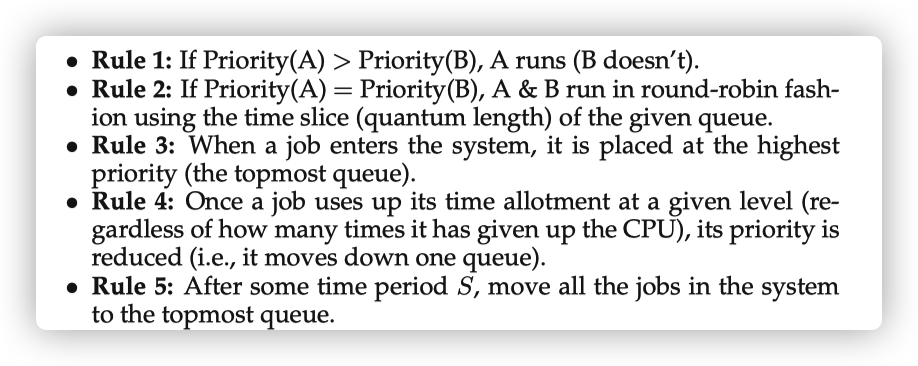 • Rule 1: If Priority(A) > Priority(B), A runs (B doesn't).
• Rule 2: If Priority(A) = Priority(B), A & B run in round-robin fash-
ion using the time slice (quantum length) of the given queue.
• Rule 3: When a job enters the system, it is placed at the highest
priority (the topmost queue).
• Rule 4: Once a job uses up its time allotment at a given level (re-
gardless of how many times it has given up the CPU), its priority is
reduced (i.e., it moves down one queue).
• Rule 5: After some time period S, move all the jobs in the system
to the topmost queue.